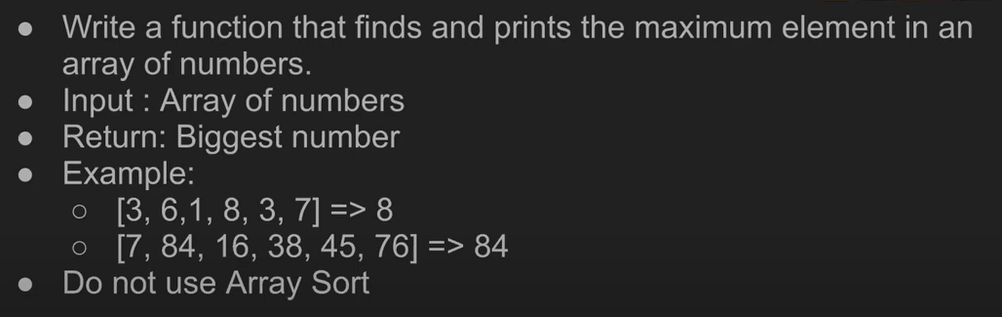 ● Write a function that finds and prints the maximum element in an
array of numbers.
● Input : Array of numbers
● Return: Biggest number
● Example:
○ [3, 6,1, 8, 3, 7] => 8
○ [7, 84, 16, 38, 45, 76] => 84
● Do not use Array Sort